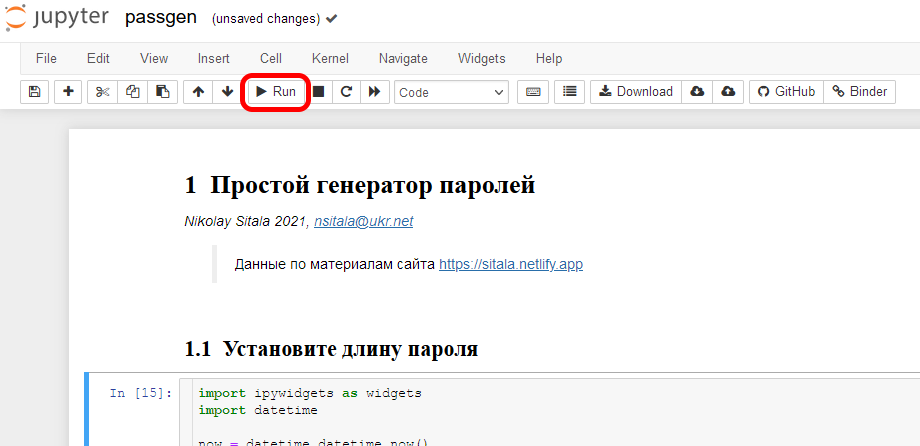 jupyter passgen (unsaved changes)
File Edit View Insert Cell Kernel Navigate Widgets Help
Run Code Download GitHub Binder
1 Простой генератор паролей
Nikolay Sitala 2021, nsitala@ukr.net
Данные по материалам сайта https://sitala.netlify.app
1.1 Установите длину пароля
In [15]: import ipywidgets as widgets
import datetime
now = datetime.datetime.now()